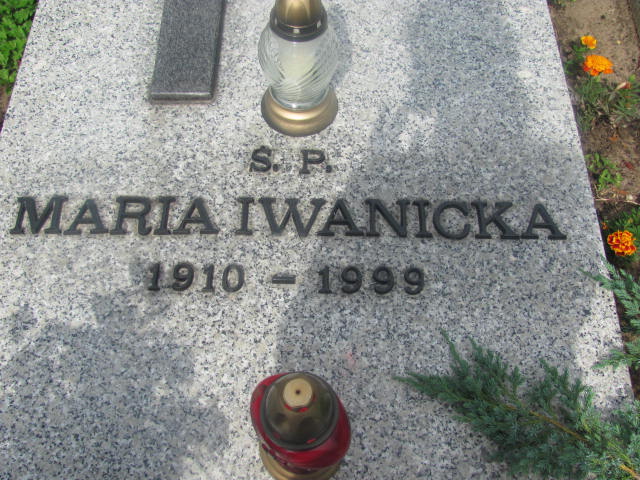 Ś. P.
MARIA IWANICKA
1910 - 1999